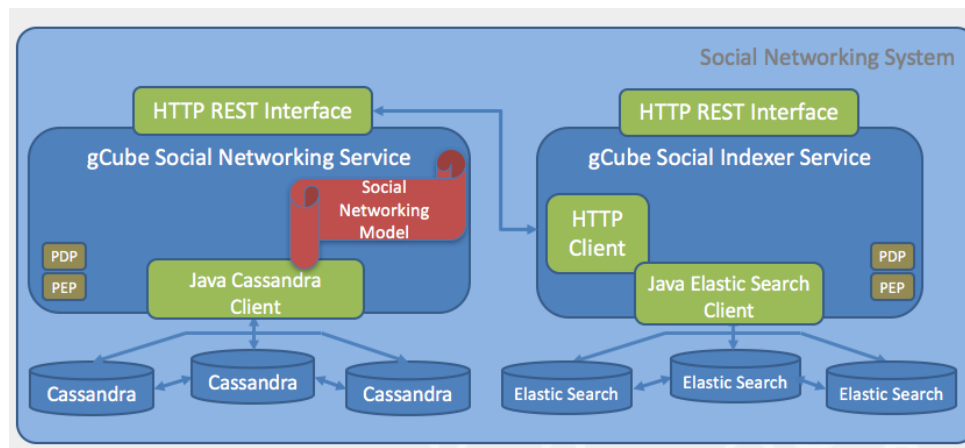 Social Networking System
HTTP REST Interface
gCube Social Networking Service
Social
Networking
Model
PDP
PEP
Java Cassandra
Client
Cassandra
Cassandra
Cassandra
HTTP REST Interface
gCube Social Indexer Service
HTTP
Client
PDP
PEP
Java Elastic Search
Client
Elastic Search
Elastic Search
Elastic Search